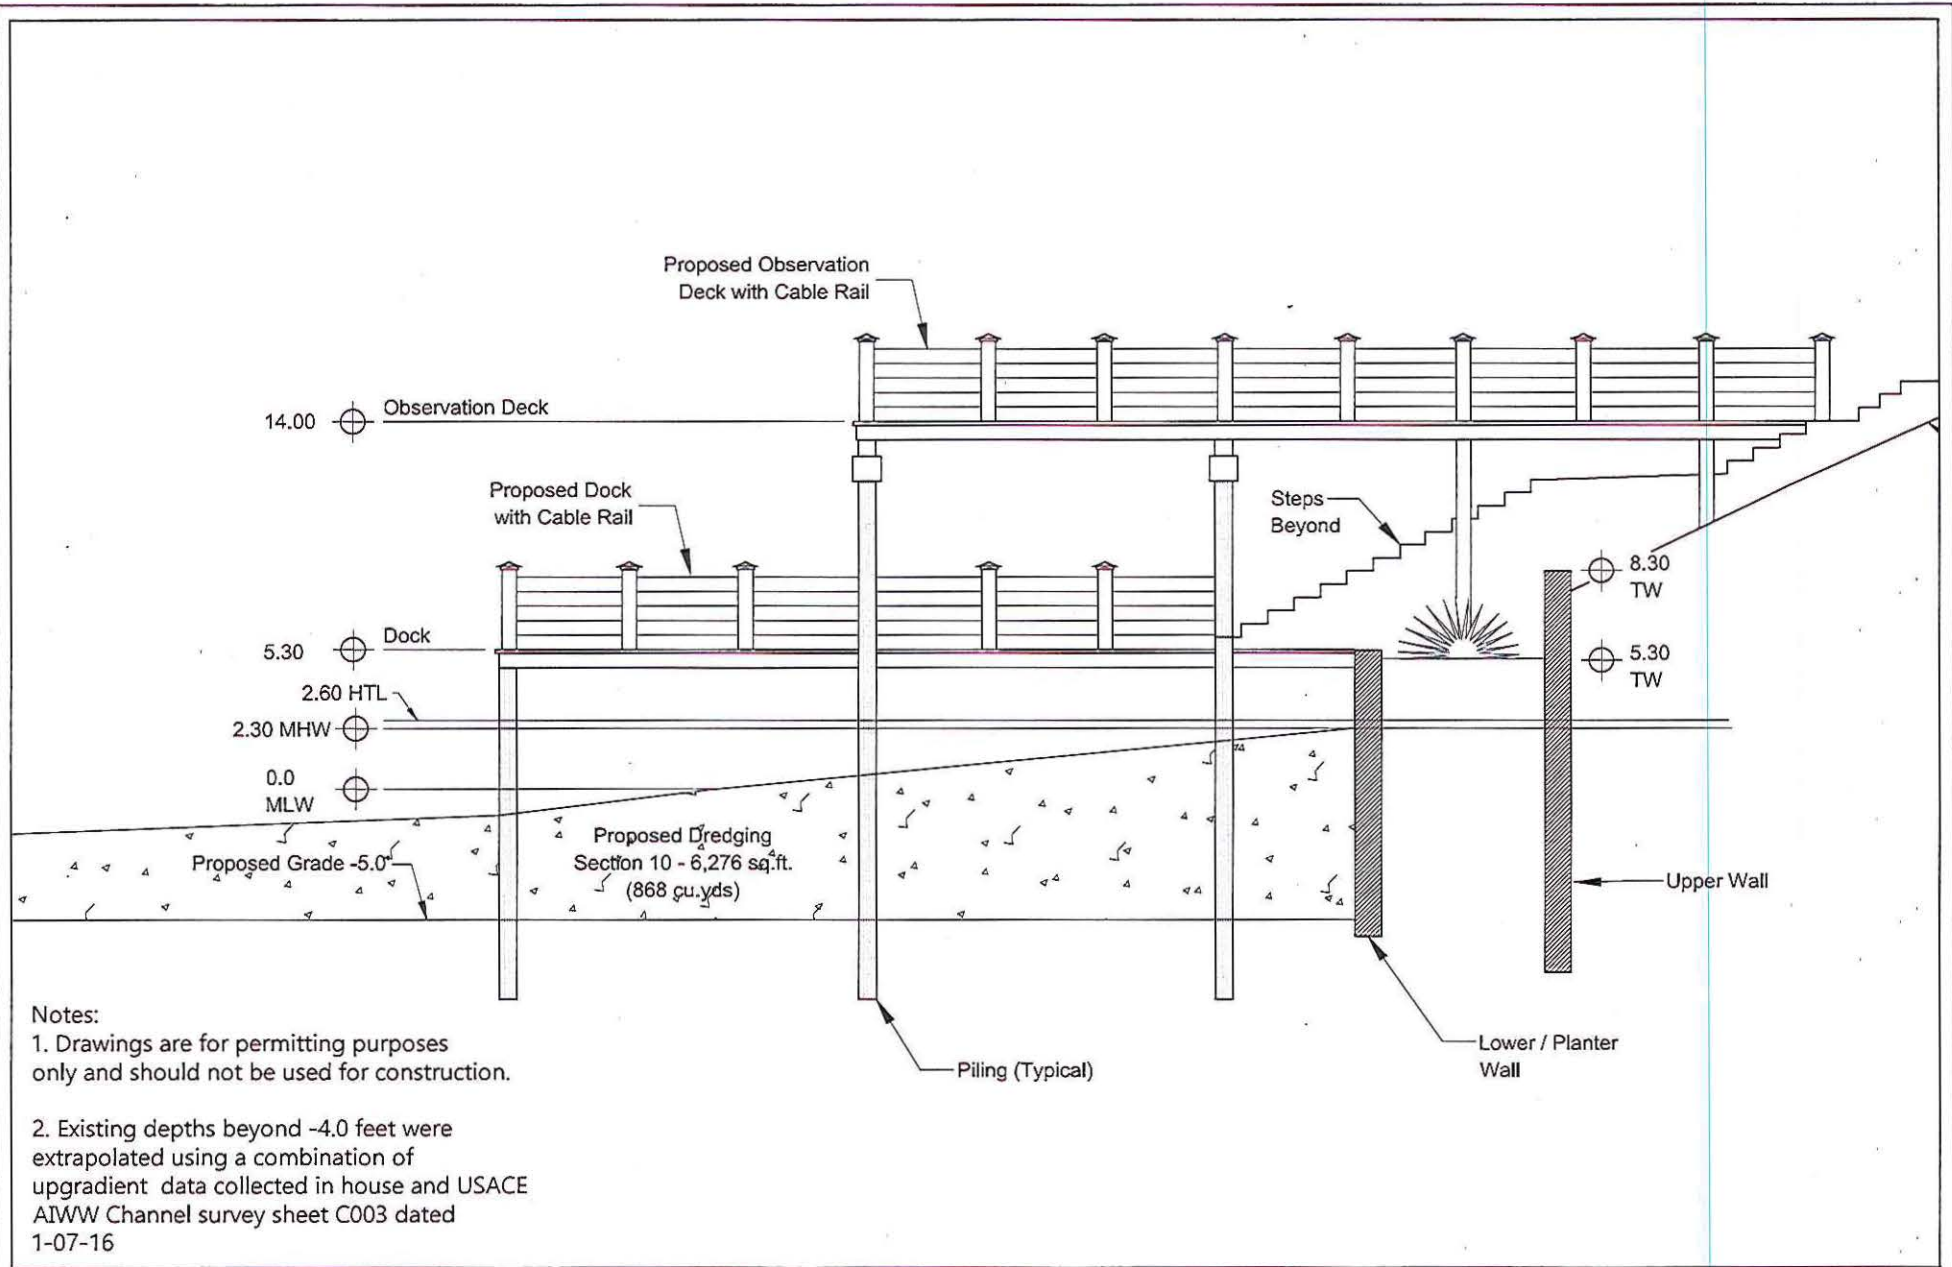 Proposed Observation
Deck with Cable Rail
14.00
Observation Deck
Proposed Dock
with Cable Rail
Steps
Beyond
8.30
TW
5.30
Dock
5.30
TW
2.60 HTL
2.30 MHW
0.0
MLW
Proposed Dredging
Section 10 - 6,276 sq.ft.
(868 cu.yds)
Proposed Grade -5.0'
Upper Wall
Lower / Planter
Wall
Piling (Typical)
Notes:
1. Drawings are for permitting purposes
only and should not be used for construction.
2. Existing depths beyond -4.0 feet were
extrapolated using a combination of
upgradient data collected in house and USACE
AIWW Channel survey sheet C003 dated
1-07-16